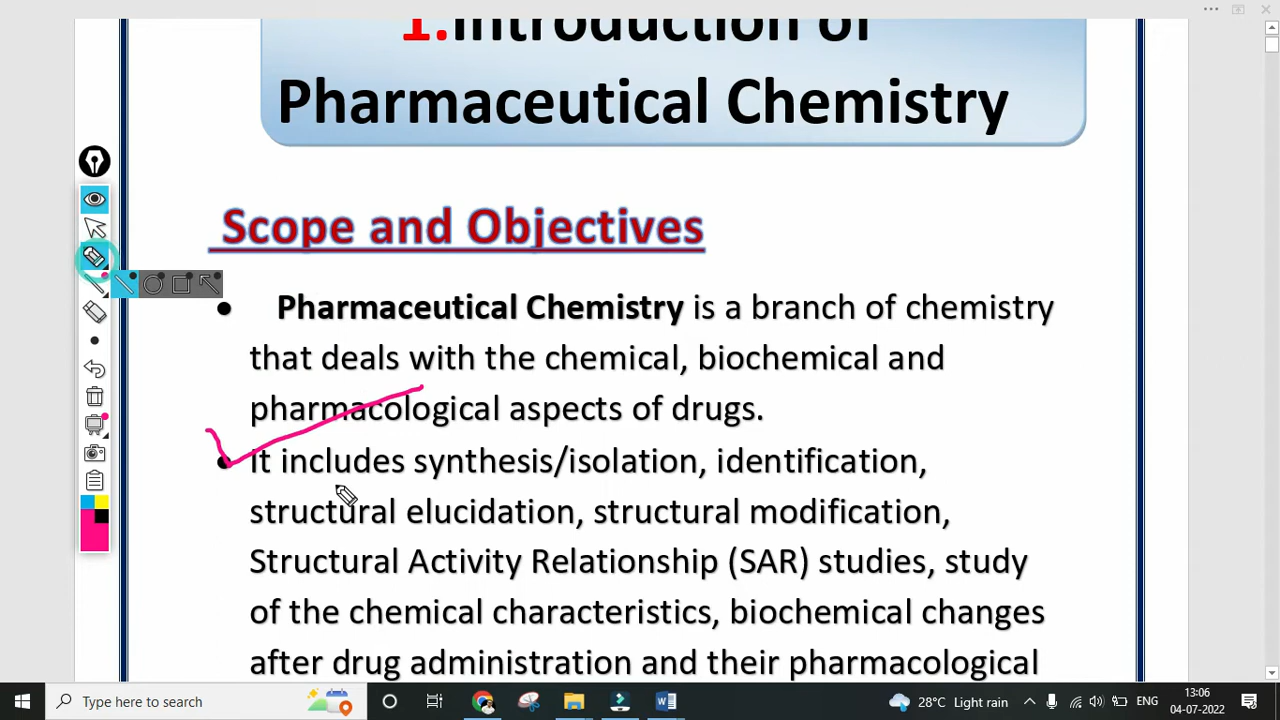 1.Introduction of
Pharmaceutical Chemistry
Scope and Objectives
• Pharmaceutical Chemistry is a branch of chemistry
that deals with the chemical, biochemical and
pharmacological aspects of drugs.
• It includes synthesis/isolation, identification,
structural elucidation, structural modification,
Structural Activity Relationship (SAR) studies, study
of the chemical characteristics, biochemical changes
after drug administration and their pharmacological
Type here to search
28°C Light rain
ENG
13:06
04-07-2022